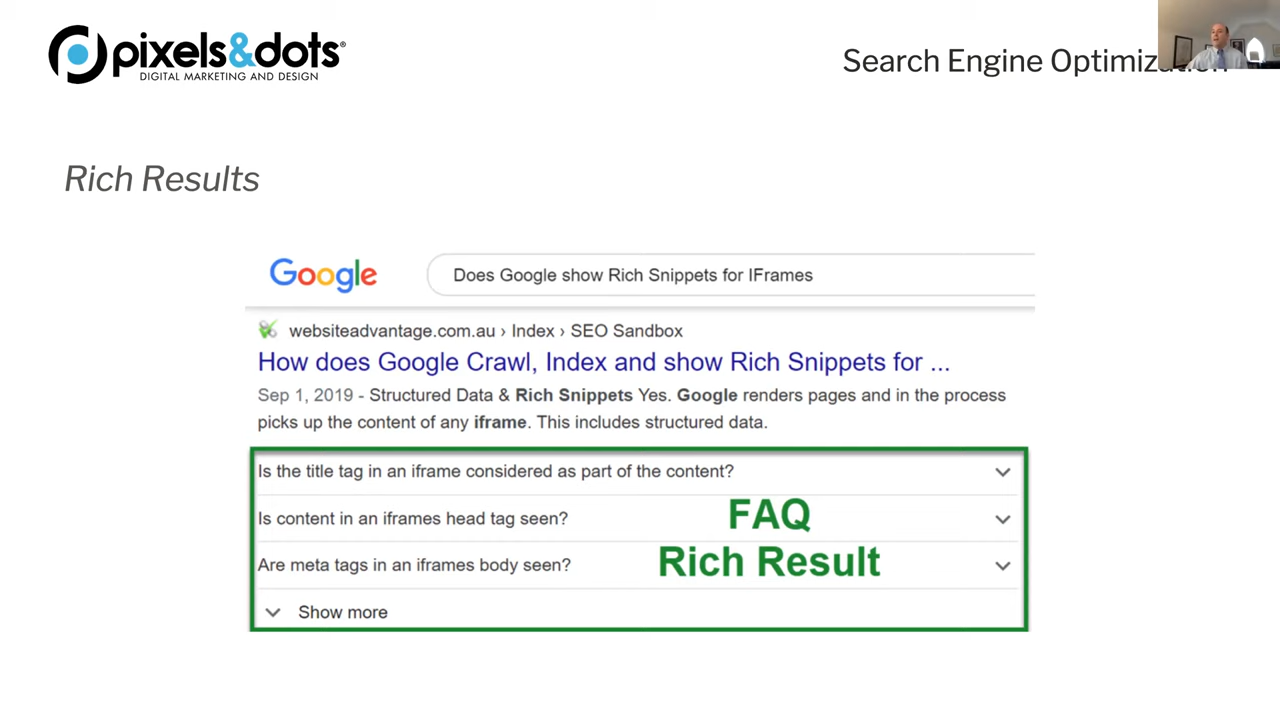 pixels&dots®
DIGITAL MARKETING AND DESIGN
Search Engine Optimization
Rich Results
Google
Does Google show Rich Snippets for IFrames
websiteadvantage.com.au › Index › SEO Sandbox
How does Google Crawl, Index and show Rich Snippets for ...
Sep 1, 2019 - Structured Data & Rich Snippets Yes. Google renders pages and in the process
picks up the content of any iframe. This includes structured data.
Is the title tag in an iframe considered as part of the content?
Is content in an iframes head tag seen?
FAQ
Are meta tags in an iframes body seen?
Rich Result
Show more